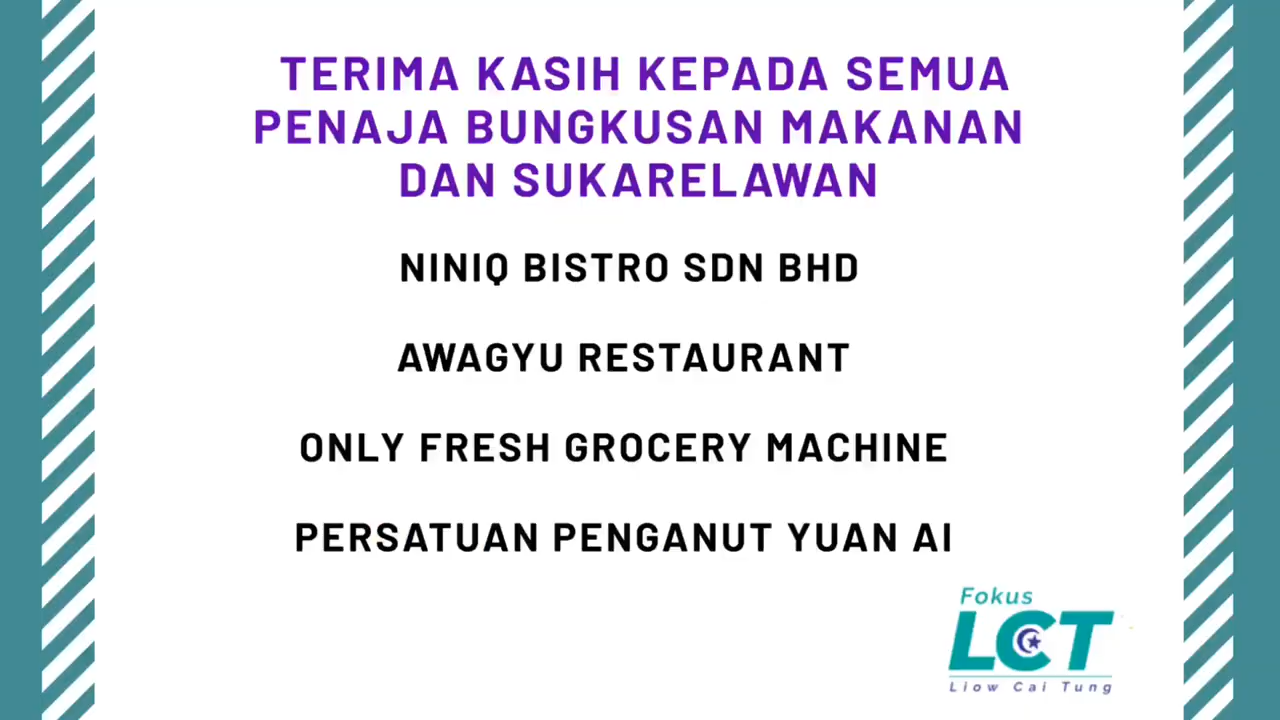 TERIMA KASIH KEPADA SEMUA
PENAJA BUNGKUSAN MAKANAN
DAN SUKARELAWAN
NINIQ BISTRO SDN BHD
AWAGYU RESTAURANT
ONLY FRESH GROCERY MACHINE
PERSATUAN PENGANUT YUAN AI
Fokus
LCT
Liow Cai Tung